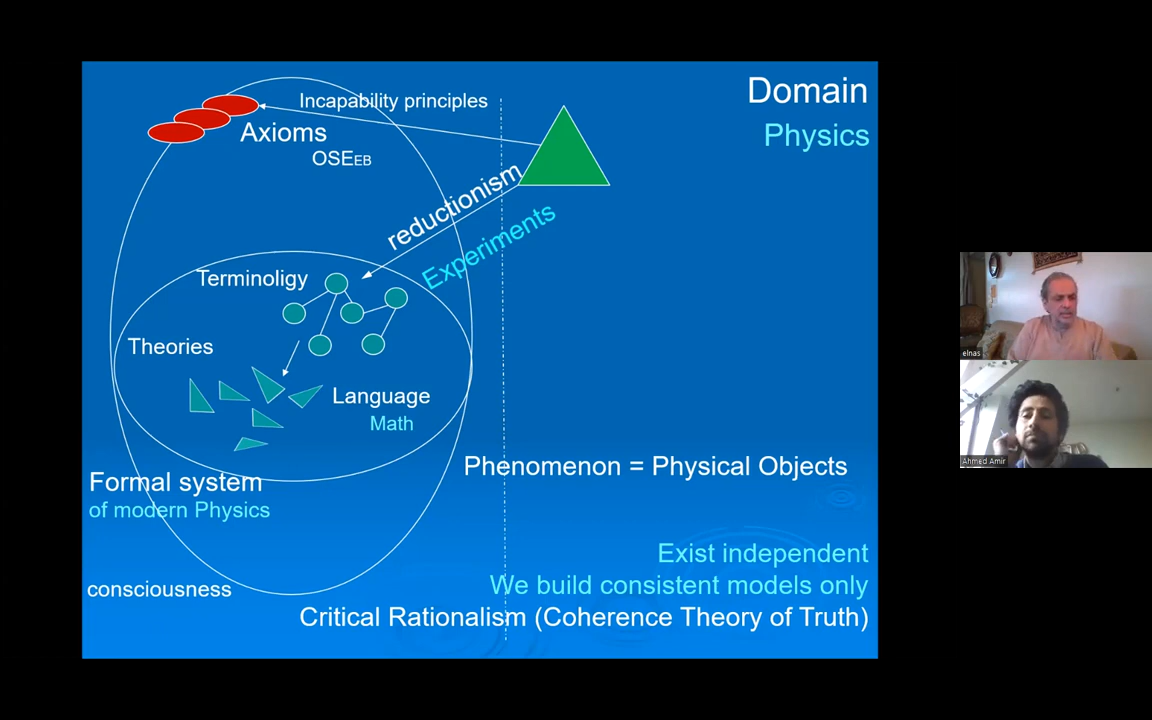 Domain
Physics
Incapability principles
Axioms
OSEEB
reductionism
Experiments
Terminoligy
Theories
Language
Math
Formal system
of modern Physics
Phenomenon = Physical Objects
Exist independent
We build consistent models only
consciousness
Critical Rationalism (Coherence Theory of Truth)
elnas
Ahmed Amir